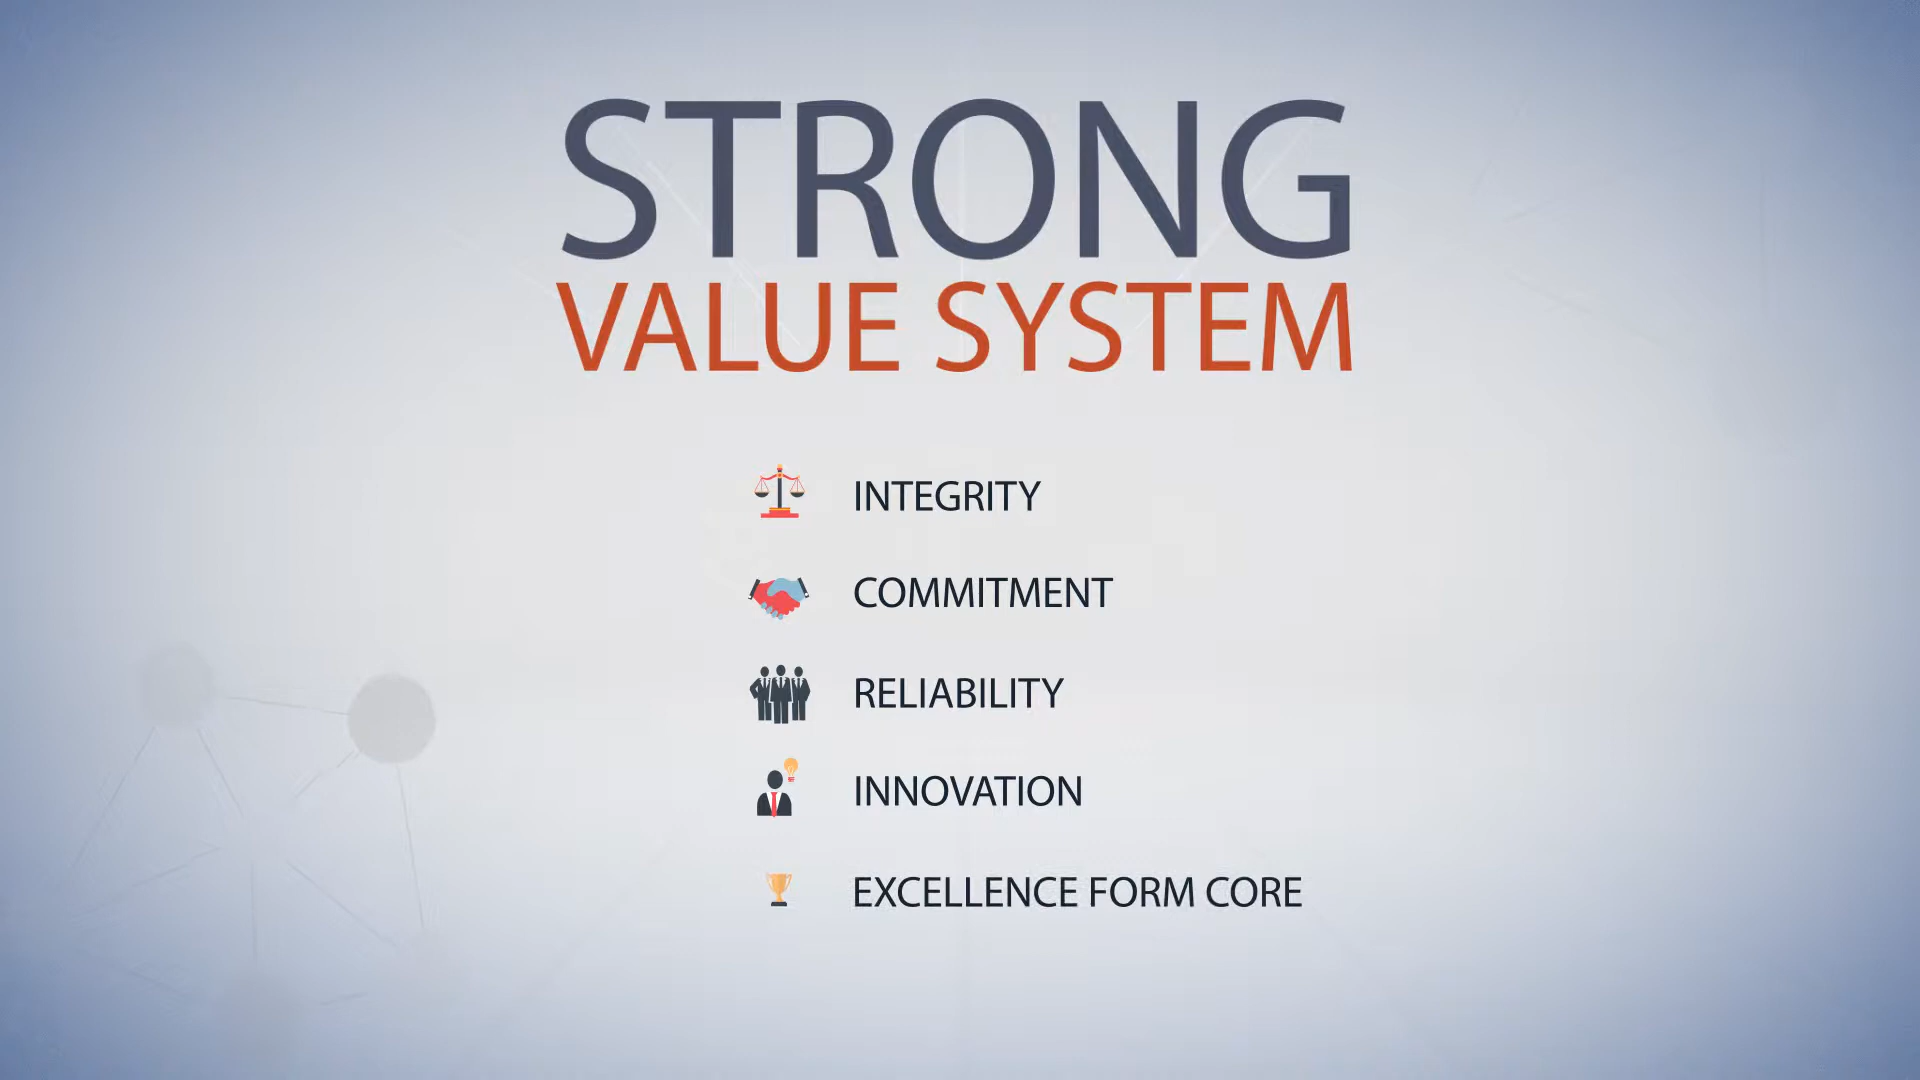 STRONG
VALUE SYSTEM
INTEGRITY
COMMITMENT
RELIABILITY
INNOVATION
EXCELLENCE FORM CORE